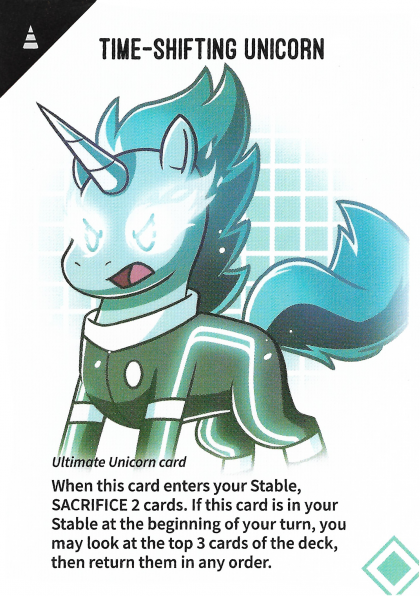 TIME-SHIFTING UNICORN
Ultimate Unicorn card
When this card enters your Stable,
SACRIFICE 2 cards. If this card is in your
Stable at the beginning of your turn, you
may look at the top 3 cards of the deck,
then return them in any order.